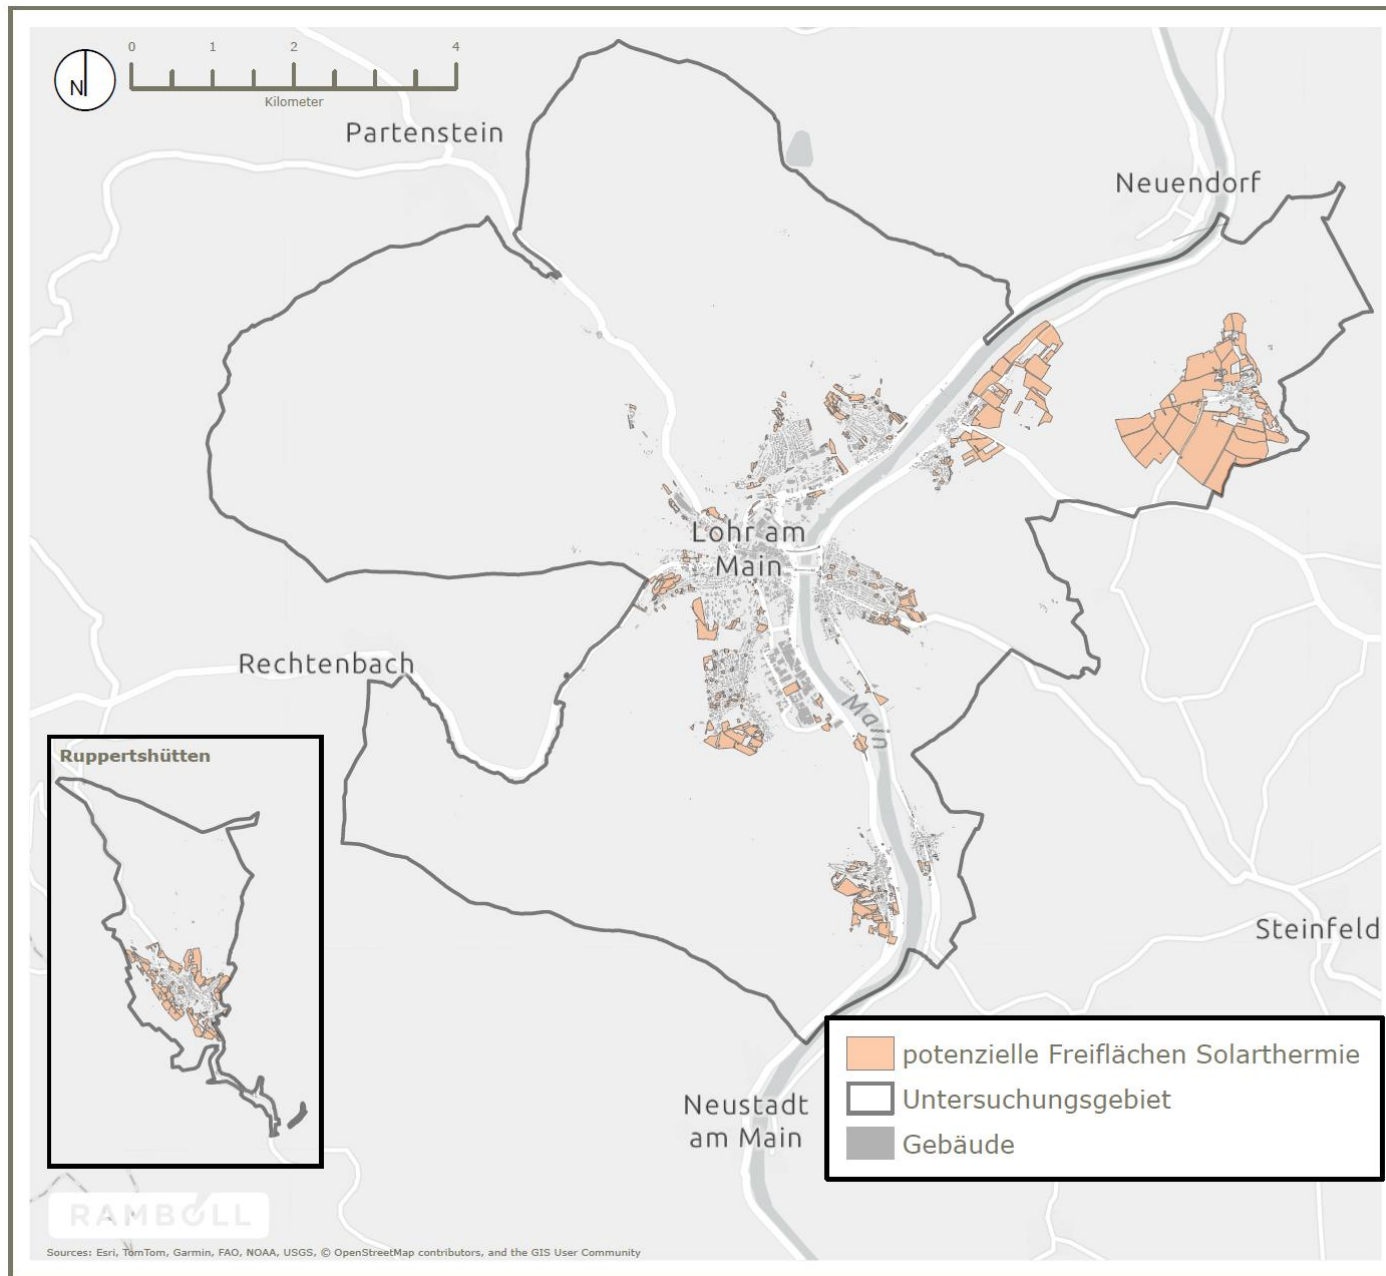 0 1 2 4
N
Kilometer
Partenstein
Neuendorf
Lohr am
Main
Rechtenbach
Main
Ruppertshütten
Steinfeld
potenzielle Freiflächen Solarthermie
Untersuchungsgebiet
Gebäude
Neustadt
am Main
RAMBOLL
Sources: Esri, TomTom, Garmin, FAO, NOAA, USGS, © OpenStreetMap contributors, and the GIS User Community